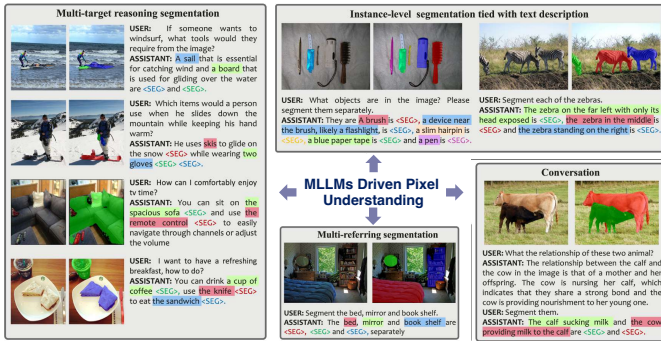 Multi-target reasoning segmentation
USER: If someone wants to
windsurf, what tools would they
require from the image?
ASSISTANT: A sail that is essential
for catching wind and a board that
is used for gliding over the water
are <SEG> and <SEG>.
USER: Which items would a person
use when he slides down the
mountain while keeping his hand
warm?
ASSISTANT: He uses skis to glide on
the snow <SEG> while wearing two
gloves <SEG> <SEG>.
USER: How can I comfortably enjoy
tv time?
ASSISTANT: You can sit on the
spacious sofa <SEG> and use the
remote control <SEG> to easily
navigate through channels or adjust
the volume
USER: I want to have a refreshing
breakfast, how to do?
ASSISTANT: You can drink a cup of
coffee <SEG>, use the knife <SEG>
to eat the sandwich <SEG>.
Instance-level segmentation tied with text description
USER: What objects are in the image? Please
segment them separately.
ASSISTANT: They are A brush is <SEG>, a device near
the brush, likely a flashlight, is <SEG>, a slim hairpin is
<SEG>, a blue paper tape is <SEG> and a pen is <SEG>.
USER: Segment each of the zebras.
ASSISTANT: The zebra on the far left with only its
head exposed is <SEG>, the zebra in the middle is
<SEG> and the zebra standing on the right is <SEG>.
MLLMs Driven Pixel
Understanding
Multi-referring segmentation
USER: Segment the bed, mirror and book shelf.
ASSISTANT: The bed, mirror and book shelf are
<SEG>, <SEG> and <SEG>, separately
Conversation
USER: What the relationship of these two animal?
ASSISTANT: The relationship between the calf and
the cow in the image is that of a mother and her
offspring. The cow is nursing her calf, which
indicates that they share a strong bond and the
cow is providing nourishment to her young one.
USER: Segment them.
ASSISTANT: The calf sucking milk and the cow
providing milk to the calf are <SEG> and <SEG>.